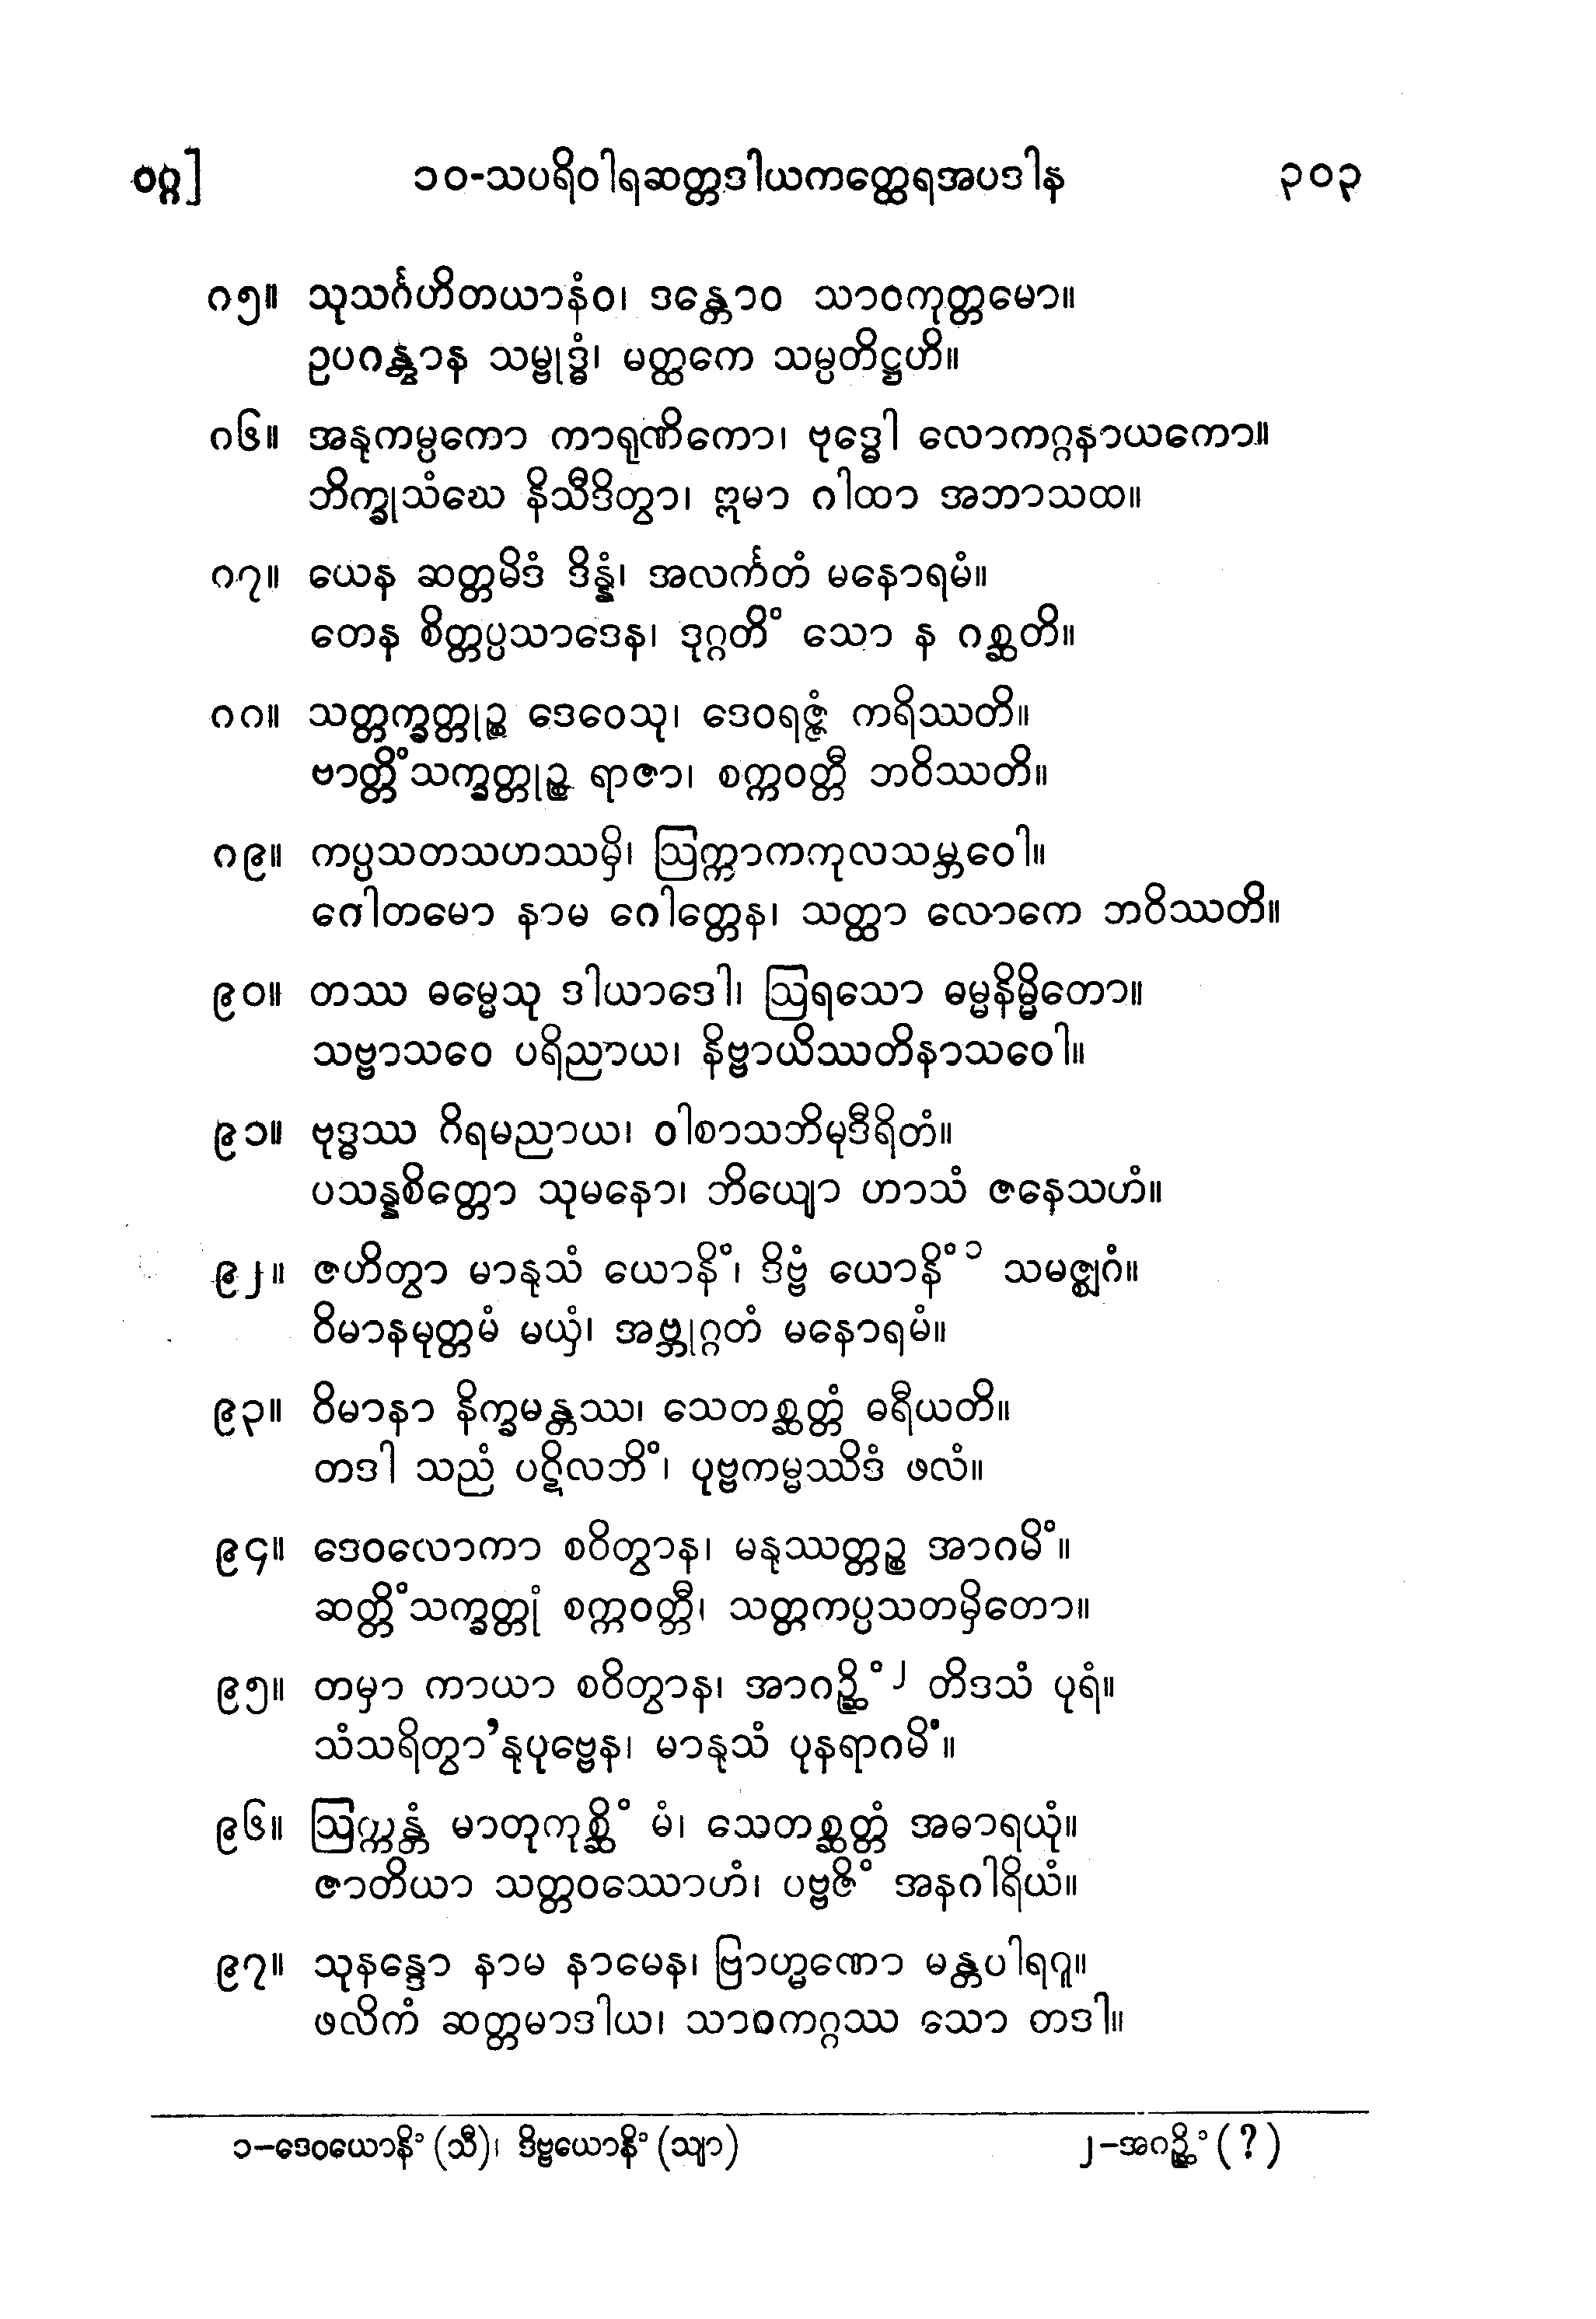 ဝဂ္ဂ]	၁၀-သပရိဝါရဆတ္တဒါယကတ္ထေရအပဒါန	၃၀၃
၈၅။ သုသင်္ဂဟိတယာနံဝ၊ ဒန္တောဝ သာဝကုတ္တမော။
ဥပဂန္တွာန သမ္ဗုဒ္ဓံ၊ မတ္ထကေ သမ္ပတိဋ္ဌဟိ။
၈၆။ အနုကမ္ပကော ကာရုဏိကော၊ ဗုဒ္ဓေါ လောကဂ္ဂနာယကော။
ဘိက္ခုသံဃေ နိသီဒိတွာ၊ ဣမာ ဂါထာ အဘာသထ။
၈၇။ ယေန ဆတ္တမိဒံ ဒိန္နံ၊ အလင်္ကတံ မနောရမံ။
တေန စိတ္တပ္ပသာဒေန၊ ဒုဂ္ဂတိံ သော န ဂစ္ဆတိ။
၈၈။ သတ္တက္ခတ္တုဉ္စ ဒေဝေသု၊ ဒေဝရဇ္ဇံ ကရိဿတိ။
ဗာတ္တိံသက္ခတ္တုဉ္စ ရာဇာ၊ စက္ကဝတ္တီ ဘဝိဿတိ။
၈၉။ ကပ္ပသတသဟဿမှိ၊ ဩက္ကာကကုလသမ္ဘဝေါ။
ဂေါတမော နာမ ဂေါတ္တေန၊ သတ္ထာ လောကေ ဘဝိဿတိ။
၉၀။ တဿ ဓမ္မေသု ဒါယာဒေါ၊ ဩရသော ဓမ္မနိမ္မိတော။
သဗ္ဗာသဝေ ပရိညာယ၊ နိဗ္ဗာယိဿတိနာသဝေါ။
၉၁။ ဗုဒ္ဓဿ ဂိရမညာယ၊ ဝါစာသဘိမုဒီရိတံ။
ပသန္နစိတ္တော သုမနော၊ ဘိယျော ဟာသံ ဇနေသဟံ။
၉၂။ ဇဟိတွာ မာနုသံ ယောနိံ၊ ဒိဗ္ဗံ ယောနိံ ၁ သမဇ္ဈဂံ။
ဝိမာနမုတ္တမံ မယှံ၊ အဗ္ဘုဂ္ဂတံ မနောရမံ။
၉၃။ ဝိမာနာ နိက္ခမန္တဿ၊ သေတစ္ဆတ္တံ ဓရီယတိ။
တဒါ သညံ ပဋိလဘိံ၊ ပုဗ္ဗကမ္မဿိဒံ ဖလံ။
၉၄။ ဒေဝလောကာ စဝိတွာန၊ မနုဿတ္တဉ္စ အာဂမိံ။
ဆတ္တိံသက္ခတ္တုံ စက္ကဝတ္တီ၊ သတ္တကပ္ပသတမှိတော။
၉၅။ တမှာ ကာယာ စဝိတွာန၊ အာဂဉ္ဆိံ ၂ တိဒသံ ပုရံ။
သံသရိတွာ’နုပုဗ္ဗေန၊ မာနုသံ ပုနရာဂမိံ။
၉၆။ ဩက္ကန္တံ မာတုကုစ္ဆိံ မံ၊ သေတစ္ဆတ္တံ အဓာရယုံ။
ဇာတိယာ သတ္တဝဿောဟံ၊ ပဗ္ဗဇိံ အနဂါရိယံ။
၉၇။ သုနန္ဒော နာမ နာမေန၊ ဗြာဟ္မဏော မန္တပါရဂူ။
ဖလိကံ ဆတ္တမာဒါယ၊ သာဝကဂ္ဂဿ သော တဒါ။
၁–ဒေဝယောနိံ (သီ)၊ ဒိဗ္ဗယောနိံ (သျာ)	၂–အဂဉ္ဆိံ (?)